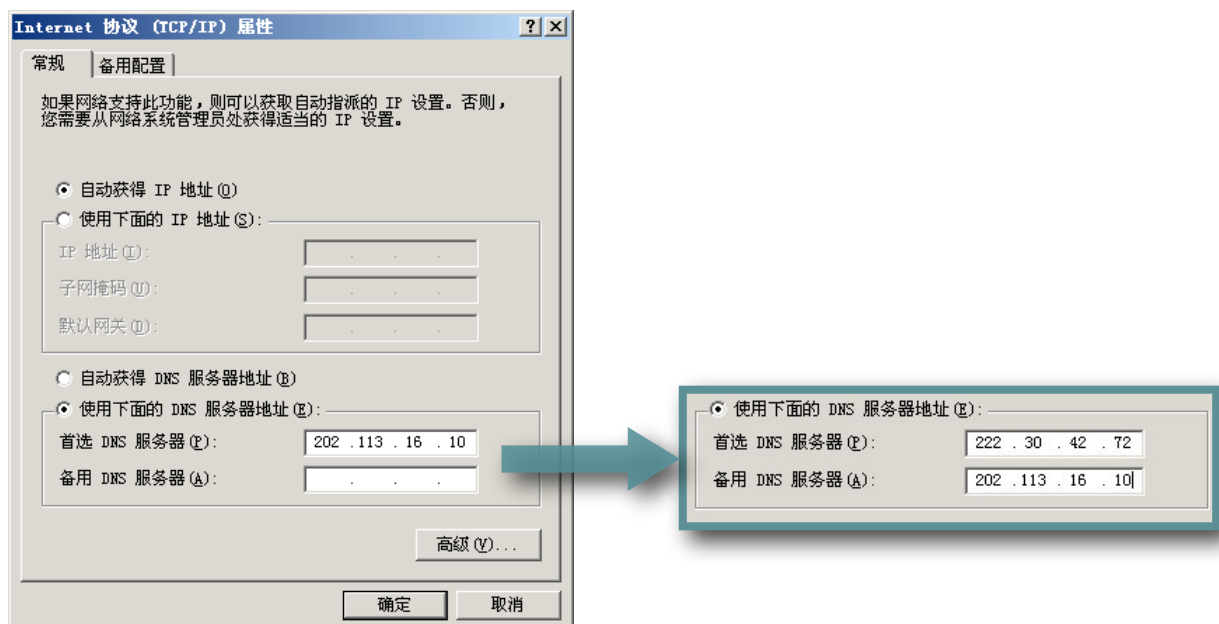 Internet 协议 (TCP/IP) 属性
常规
备用配置
如果网络支持此功能，则可以获取自动指派的 IP 设置。否则，
您需要从网络系统管理员处获得适当的 IP 设置。
自动获得 IP 地址(O)
使用下面的 IP 地址(S):
IP 地址(I):
子网掩码(U):
默认网关(D):
自动获得 DNS 服务器地址(B)
使用下面的 DNS 服务器地址(E):
首选 DNS 服务器(P): 202 .113 . 16 . 10
备用 DNS 服务器(A):
高级(V)...
确定 取消
使用下面的 DNS 服务器地址(E):
首选 DNS 服务器(P): 222 . 30 . 42 . 72
备用 DNS 服务器(A): 202 .113 . 16 . 10